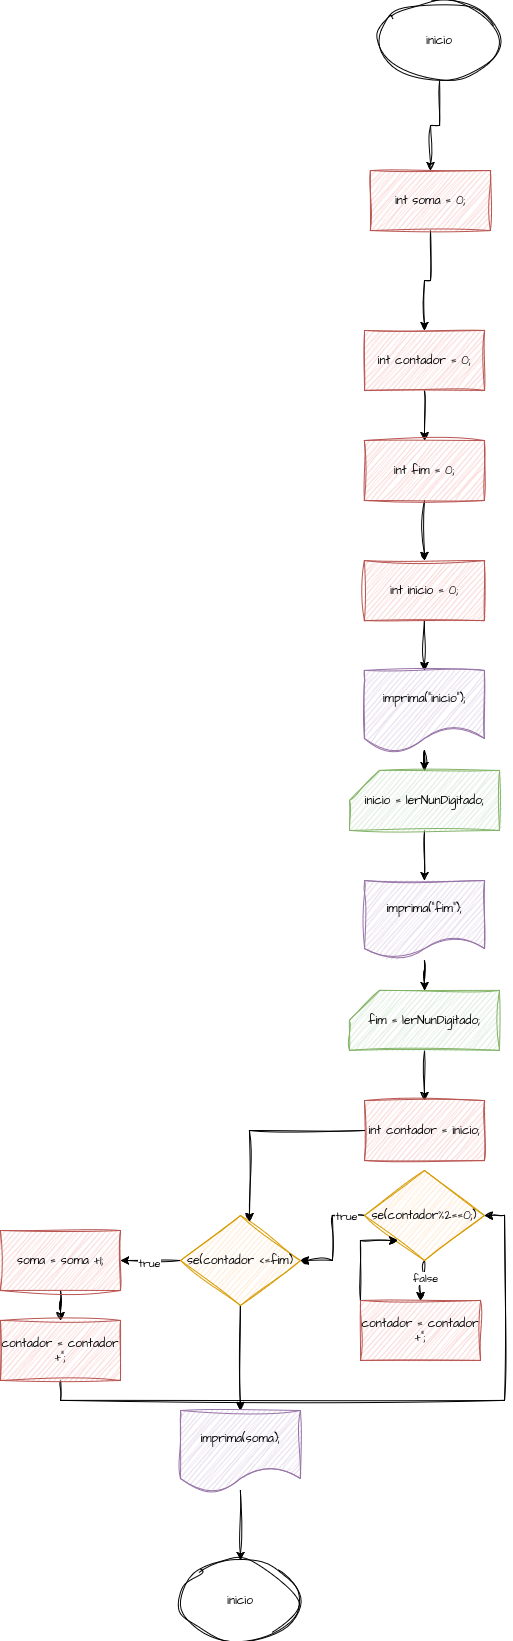 inicio
int soma = 0;
int contador = 0;
int fim = 0;
int inicio = 0;
imprima("inicio");
inicio = lerNunDigitado;
imprima("fim");
fim = lerNunDigitado;
int contador = inicio;
se(contador%2==0;)
true
se(contador <=fim)
true
soma = soma +1;
false
contador = contador
+";
contador = contador
+";
imprima(soma);
inicio